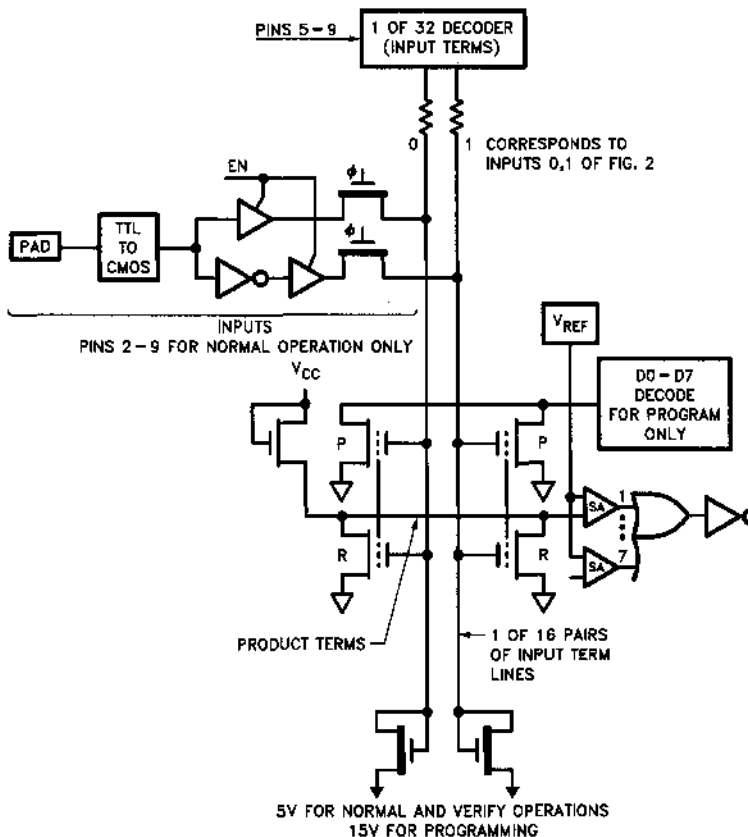 PINS 5-9
1 OF 32 DECODER
(INPUT TERMS)
0
1
CORRESPONDS TO
INPUTS 0,1 OF FIG. 2
EN
ϕ
ϕ
PAD
TTL
TO
CMOS
INPUTS
PINS 2-9 FOR NORMAL OPERATION ONLY
VCC
VREF
D0-D7
DECODE
FOR PROGRAM
ONLY
P
P
SA
1
R
R
SA
7
PRODUCT TERMS
1 OF 16 PAIRS
OF INPUT TERM
LINES
5V FOR NORMAL AND VERIFY OPERATIONS
15V FOR PROGRAMMING